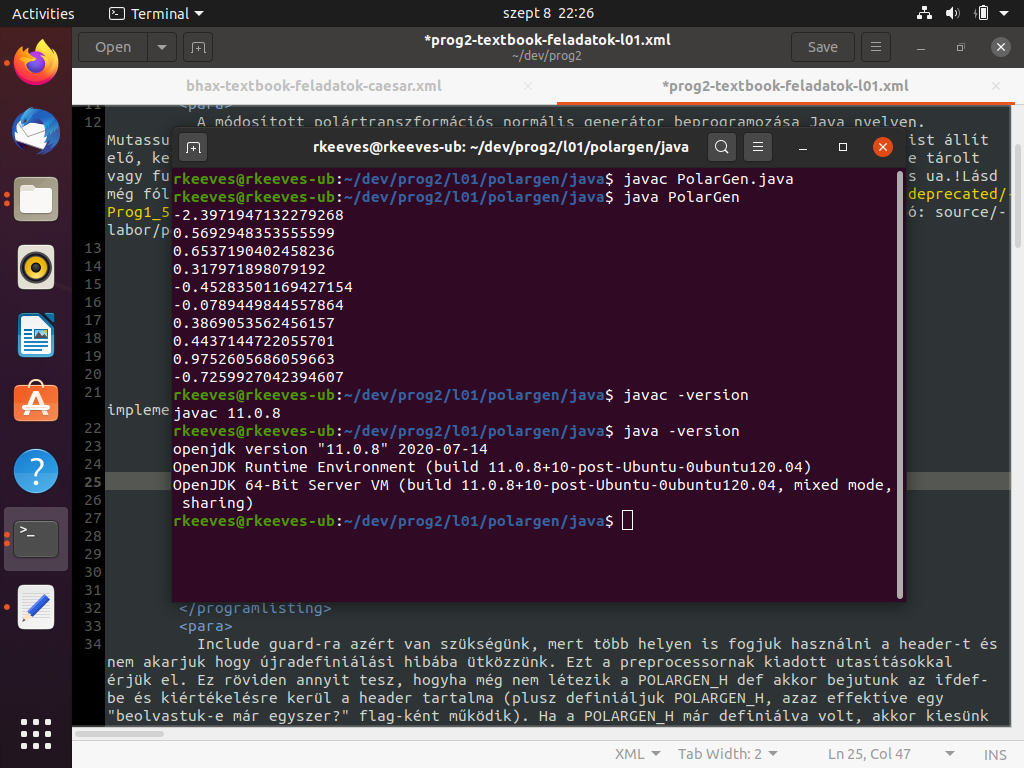 Activities
Terminal
szept 8 22:26
Open
*prog2-textbook-feladatok-l01.xml
~/dev/prog2
Save
bhax-textbook-feladatok-caesar.xml
*prog2-textbook-feladatok-l01.xml
11 <para>
12 A módosított polártranszformációs normális generátor beprogramozása Java nyelven.
Mutassu
ist állít
elő, ke
e tárolt
vagy fu
s ua.!Lásd
még fól
deprecated/-
Prog1_5
ó: source/-
labor/p
rkeeves@rkeeves-ub: ~/dev/prog2/l01/polargen/java
rkeeves@rkeeves-ub:~/dev/prog2/l01/polargen/java$ javac PolarGen.java
rkeeves@rkeeves-ub:~/dev/prog2/l01/polargen/java$ java PolarGen
-2.3971947132279268
0.5692948353555599
0.6537190402458236
0.317971898079192
-0.45283501169427154
-0.0789449844557864
0.3869053562456157
0.4437144722055701
0.9752605686059663
-0.7259927042394607
rkeeves@rkeeves-ub:~/dev/prog2/l01/polargen/java$ javac -version
javac 11.0.8
rkeeves@rkeeves-ub:~/dev/prog2/l01/polargen/java$ java -version
openjdk version "11.0.8" 2020-07-14
OpenJDK Runtime Environment (build 11.0.8+10-post-Ubuntu-0ubuntu120.04)
OpenJDK 64-Bit Server VM (build 11.0.8+10-post-Ubuntu-0ubuntu120.04, mixed mode,
sharing)
rkeeves@rkeeves-ub:~/dev/prog2/l01/polargen/java$
13
14
15
16
17
18
19
20
21
impleme
22
23
24
25
26
27
28
29
30
31
32 </programlisting>
33 <para>
34 Include guard-ra azért van szükségünk, mert több helyen is fogjuk használni a header-t és
nem akarjuk hogy újradefiniálási hibába ütközzünk. Ezt a preprocessornak kiadott utasításokkal
érjük el. Ez röviden annyit tesz, hogyha még nem létezik a POLARGEN_H def akkor bejutunk az ifdef-
be és kiértékelésre kerül a header tartalma (plusz definiáljuk POLARGEN_H, azaz effektíve egy
"beolvastuk-e már egyszer?" flag-ként működik). Ha a POLARGEN_H már definiálva volt, akkor kiesünk
XML
Tab Width: 2
Ln 25, Col 47
INS